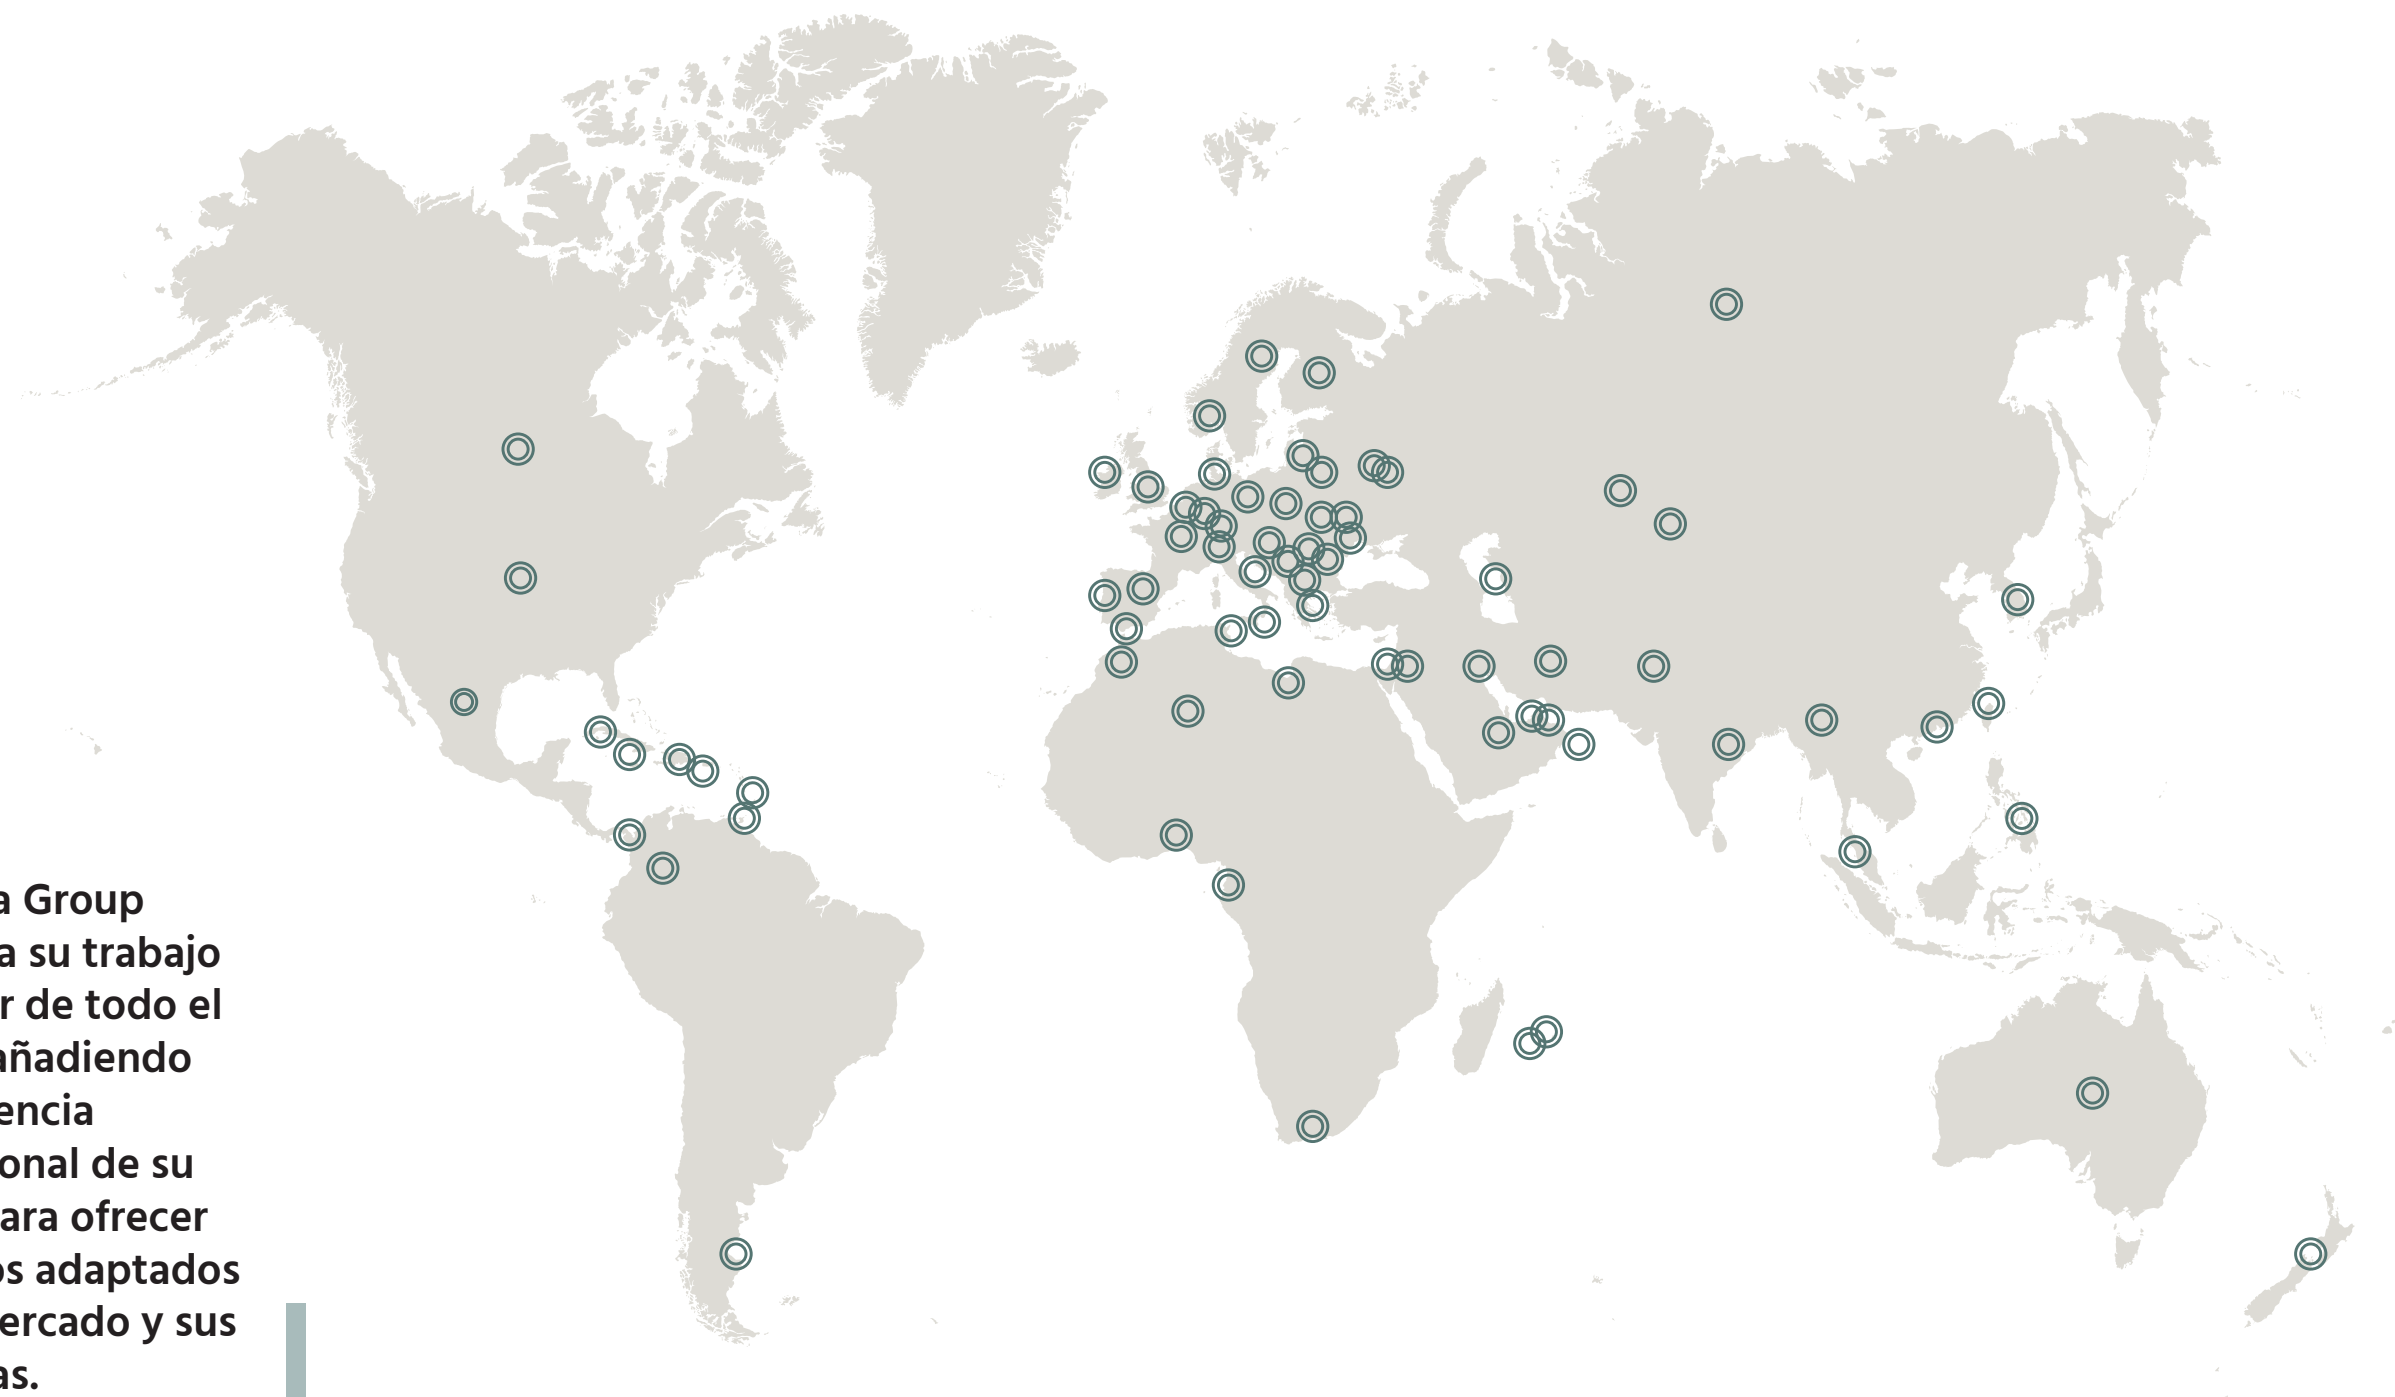 a Group
a su trabajo
r de todo el
añadiendo
encia
onal de su
ara ofrecer
os adaptados
ercado y sus
as.